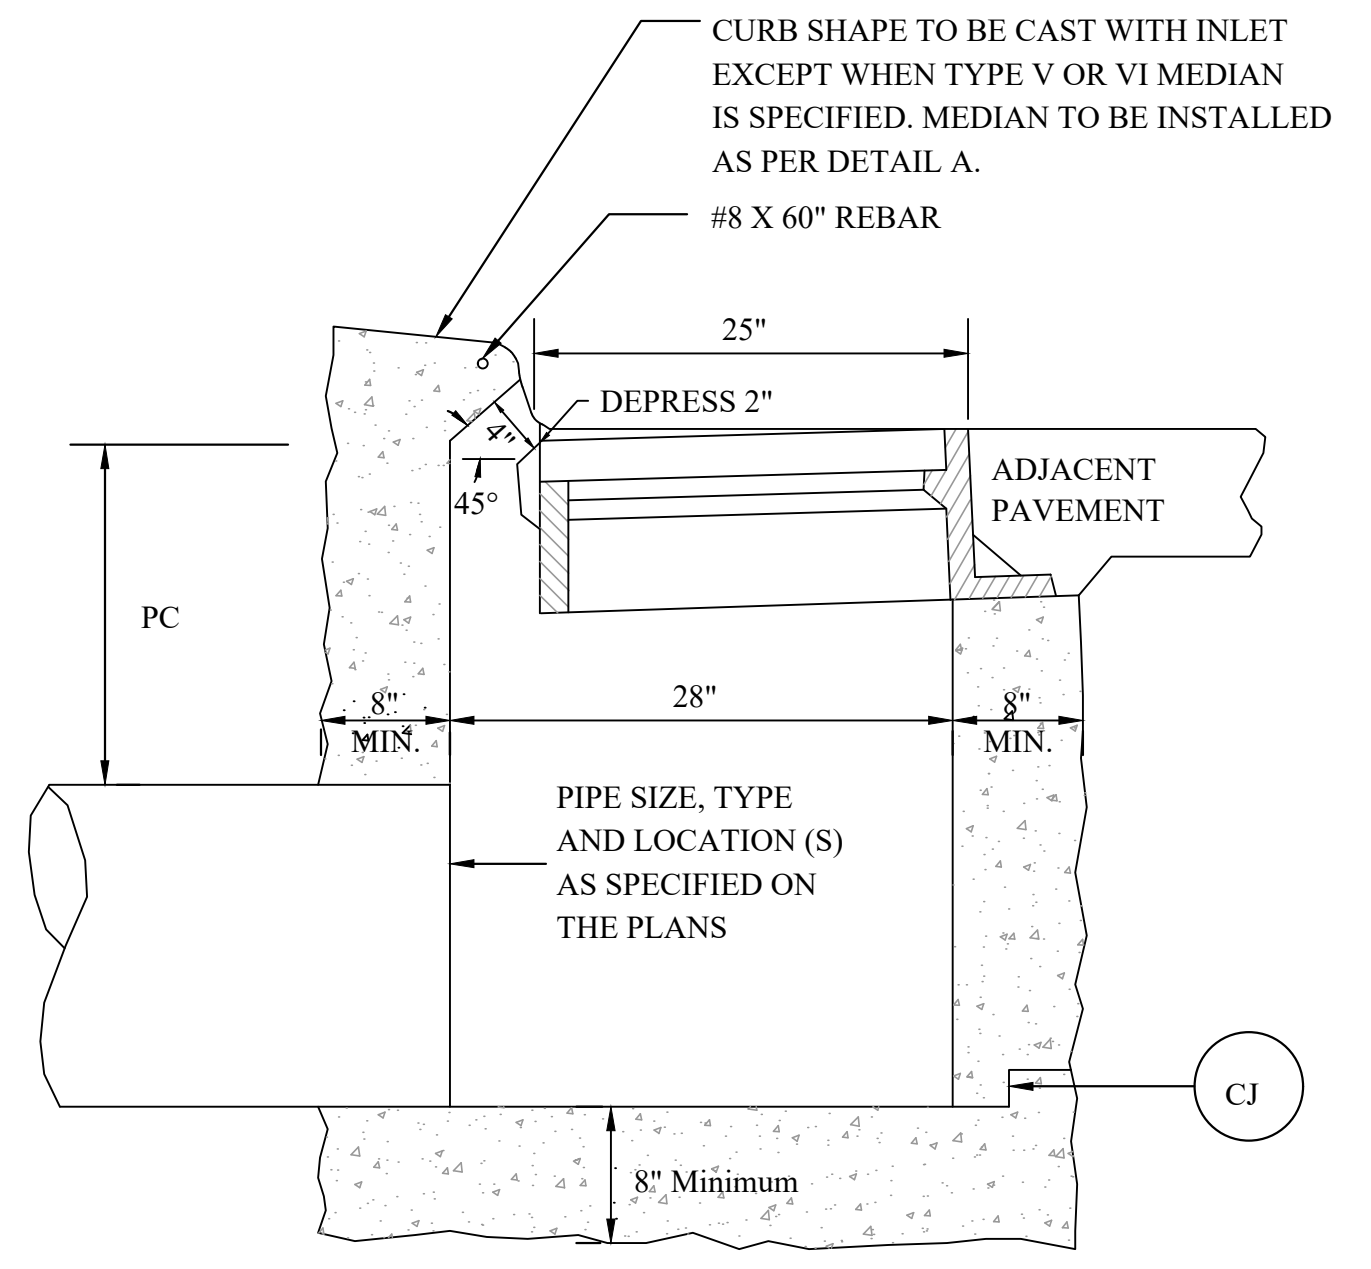 CURB SHAPE TO BE CAST WITH INLET
EXCEPT WHEN TYPE V OR VI MEDIAN
IS SPECIFIED. MEDIAN TO BE INSTALLED
AS PER DETAIL A.
#8 X 60" REBAR
25"
DEPRESS 2"
4"
45°
ADJACENT
PAVEMENT
PC
8"
MIN.
28"
8"
MIN.
PIPE SIZE, TYPE
AND LOCATION (S)
AS SPECIFIED ON
THE PLANS
CJ
8" Minimum